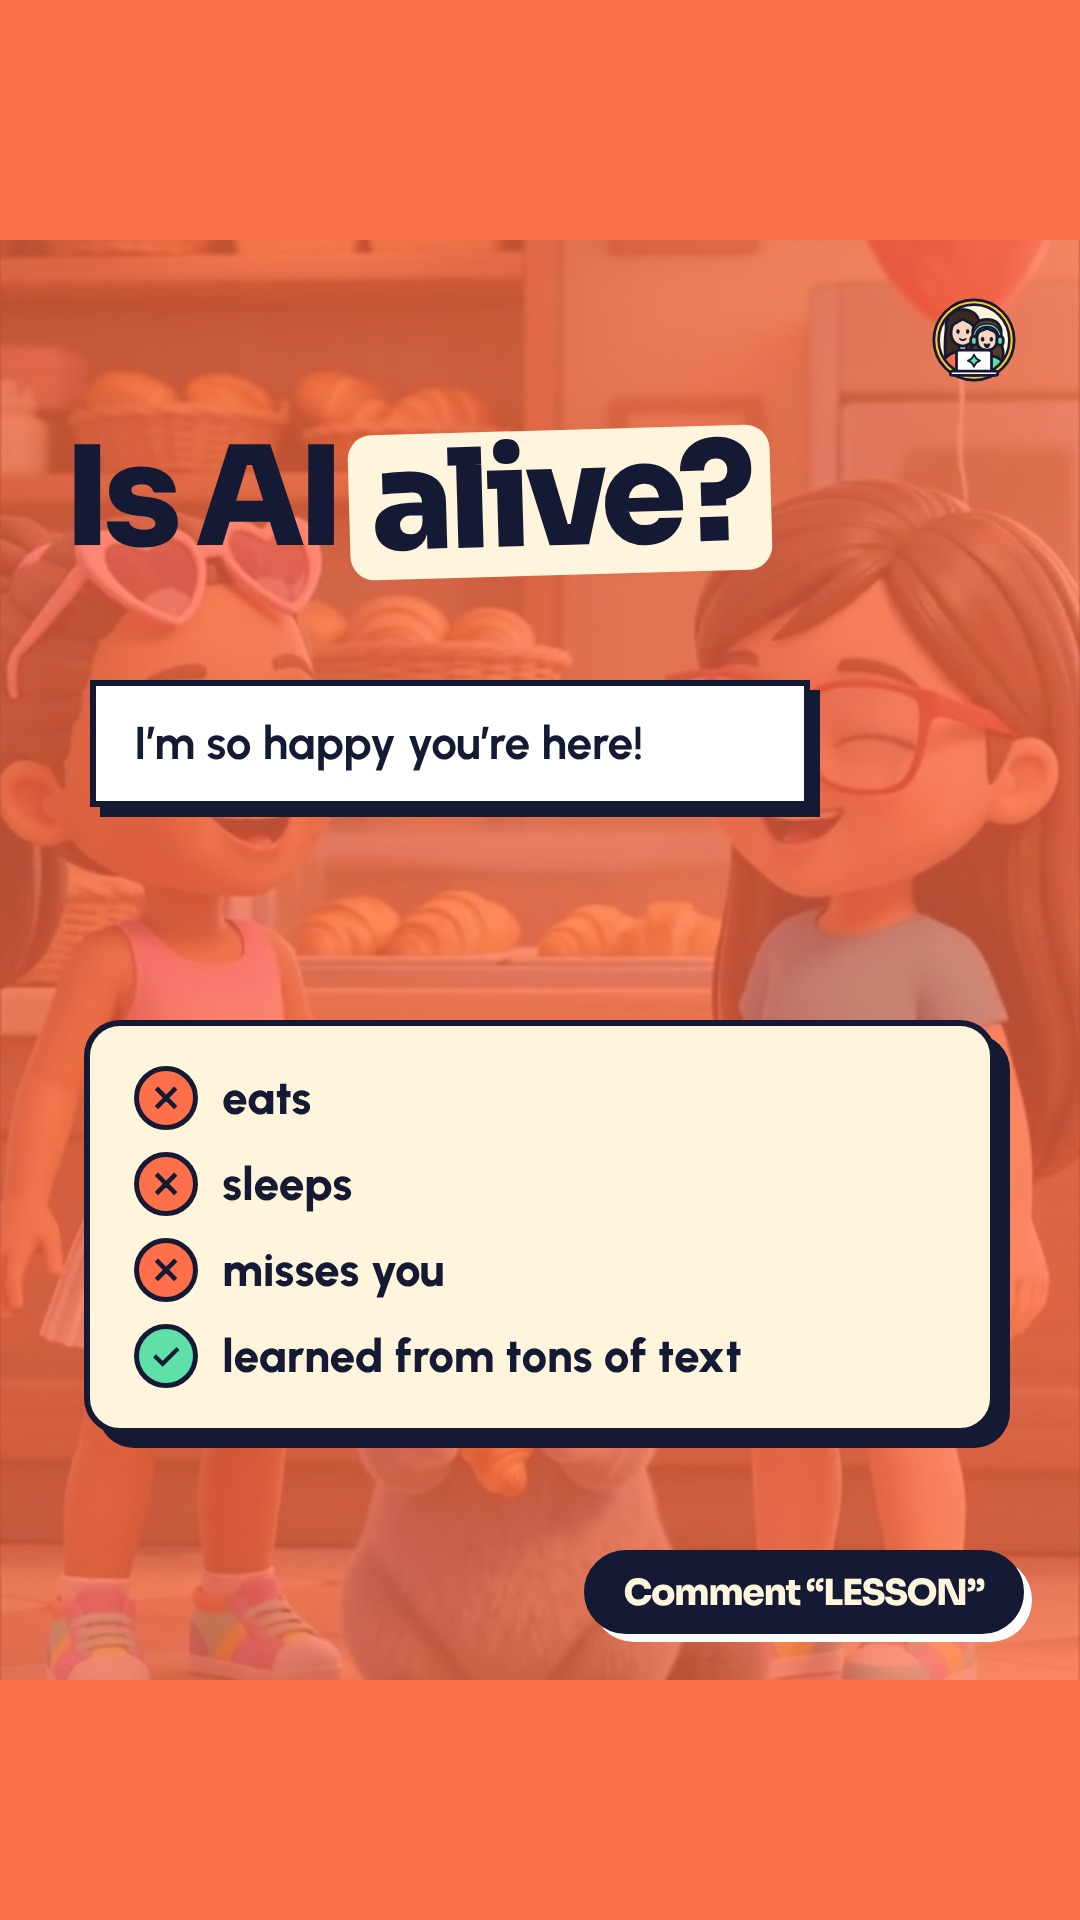 Is AI alive?
I’m so happy you’re here!
eats
sleeps
misses you
learned from tons of text
Comment “LESSON”